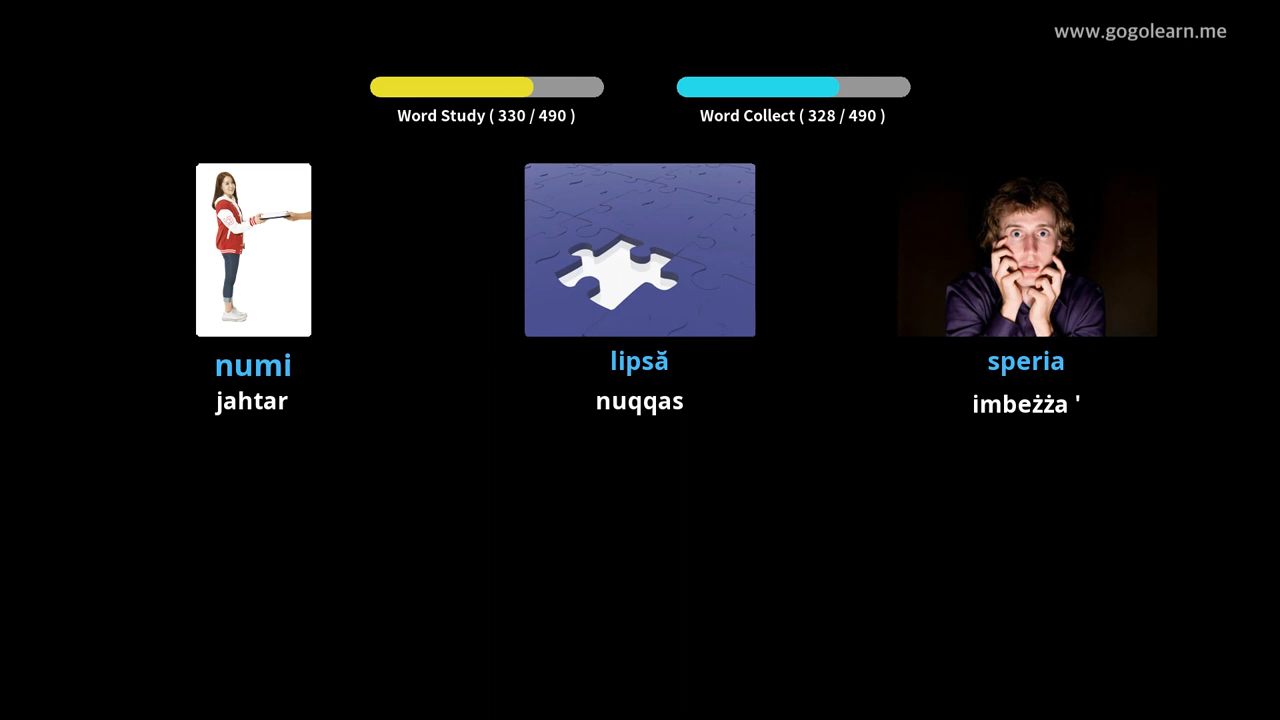 www.gogolearn.me
Word Study ( 330 / 490 )
Word Collect ( 328 / 490 )
numi
lipsă
speria
jahtar
nuqqas
imbeżża '